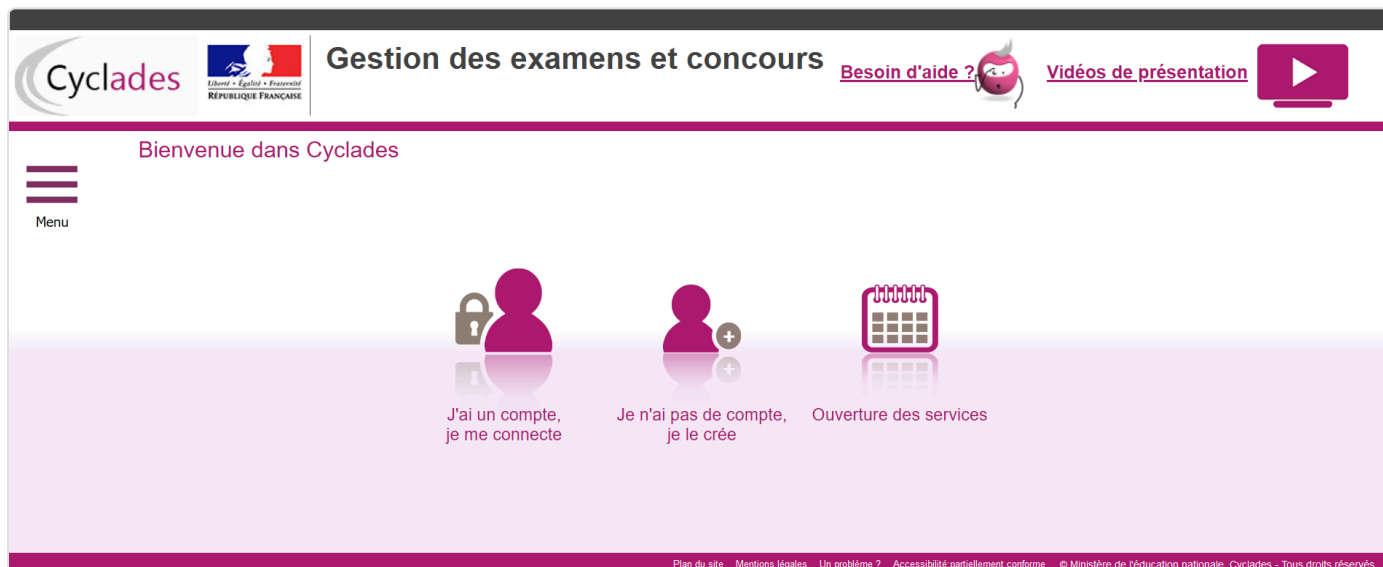 Cyclades
Liberté • Égalité • Fraternité
RÉPUBLIQUE FRANÇAISE
Gestion des examens et concours
Besoin d'aide ?
Vidéos de présentation
Bienvenue dans Cyclades
Menu
J'ai un compte,
je me connecte
Je n'ai pas de compte,
je le crée
Ouverture des services
Plan du site Mentions légales Un problème ? Accessibilité:partiellement conforme © Ministère de l'éducation nationale, Cyclades - Tous droits réservés